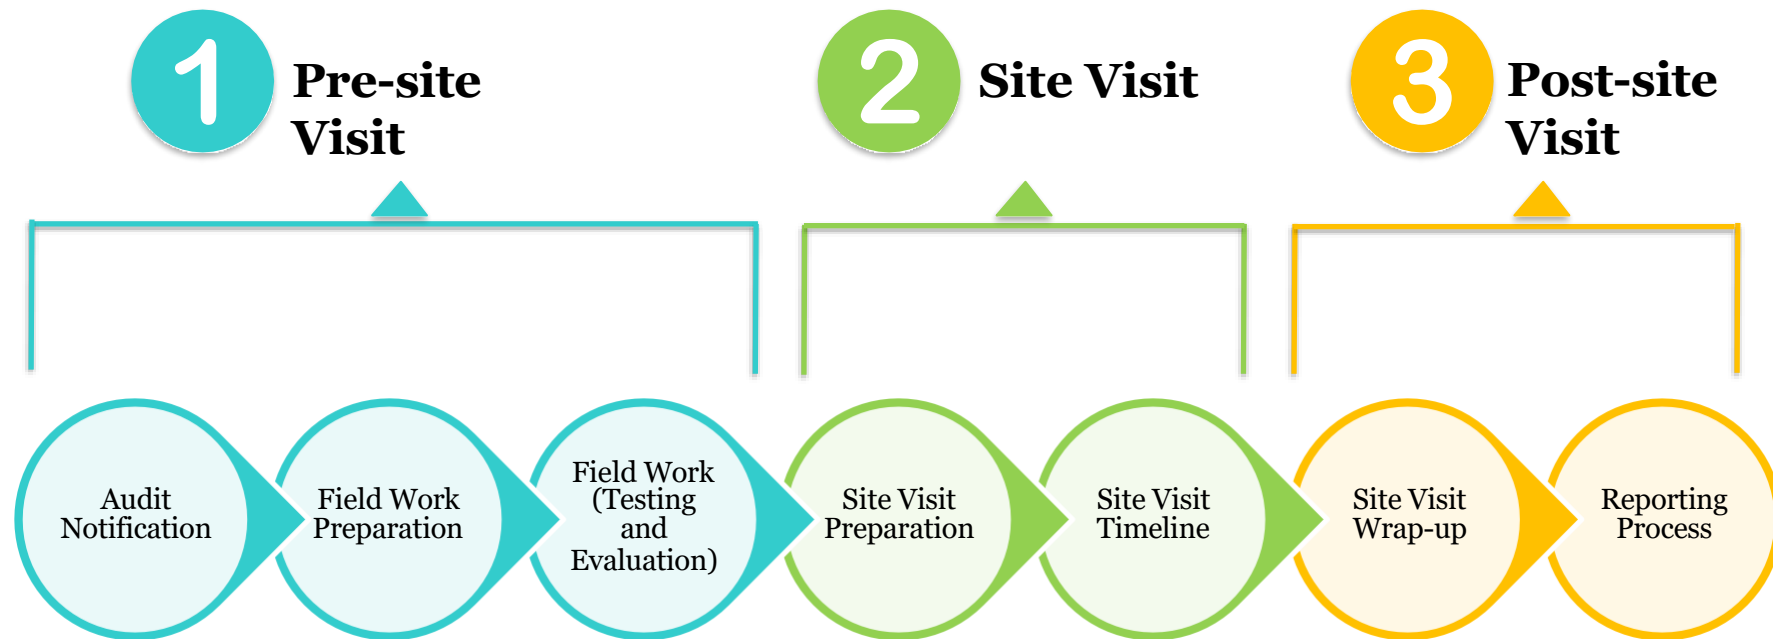 1
Pre-site
Visit
2
Site Visit
3
Post-site
Visit
Audit
Notification
Field Work
Preparation
Field Work
(Testing
and
Evaluation)
Site Visit
Preparation
Site Visit
Timeline
Site Visit
Wrap-up
Reporting
Process